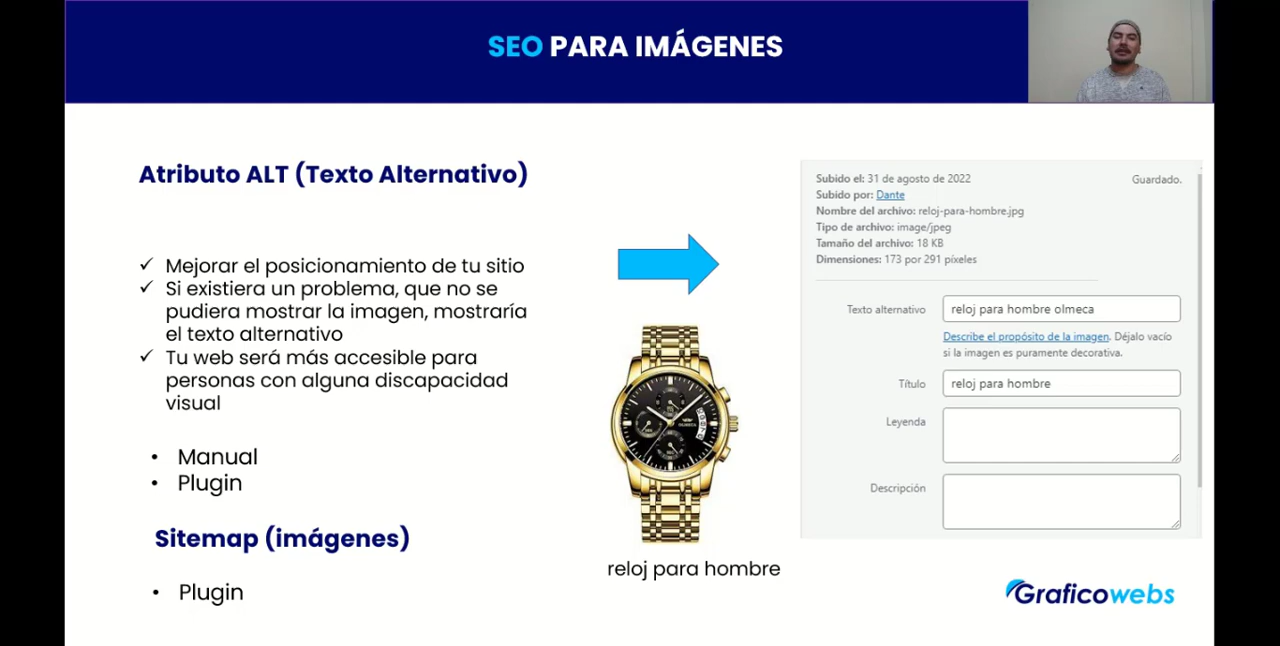 SEO PARA IMÁGENES
Atributo ALT (Texto Alternativo)
✓ Mejorar el posicionamiento de tu sitio
✓ Si existiera un problema, que no se
pudiera mostrar la imagen, mostraría
el texto alternativo
✓ Tu web será más accesible para
personas con alguna discapacidad
visual
• Manual
• Plugin
Sitemap (imágenes)
• Plugin
reloj para hombre
Subido el: 31 de agosto de 2022
Guardado.
Subido por: Dante
Nombre del archivo: reloj-para-hombre.jpg
Tipo de archivo: image/jpeg
Tamaño del archivo: 18 KB
Dimensiones: 173 por 291 píxeles
Texto alternativo
reloj para hombre olmeca
Describe el propósito de la imagen. Déjalo vacío
si la imagen es puramente decorativa.
Título
reloj para hombre
Leyenda
Descripción
Graficowebs